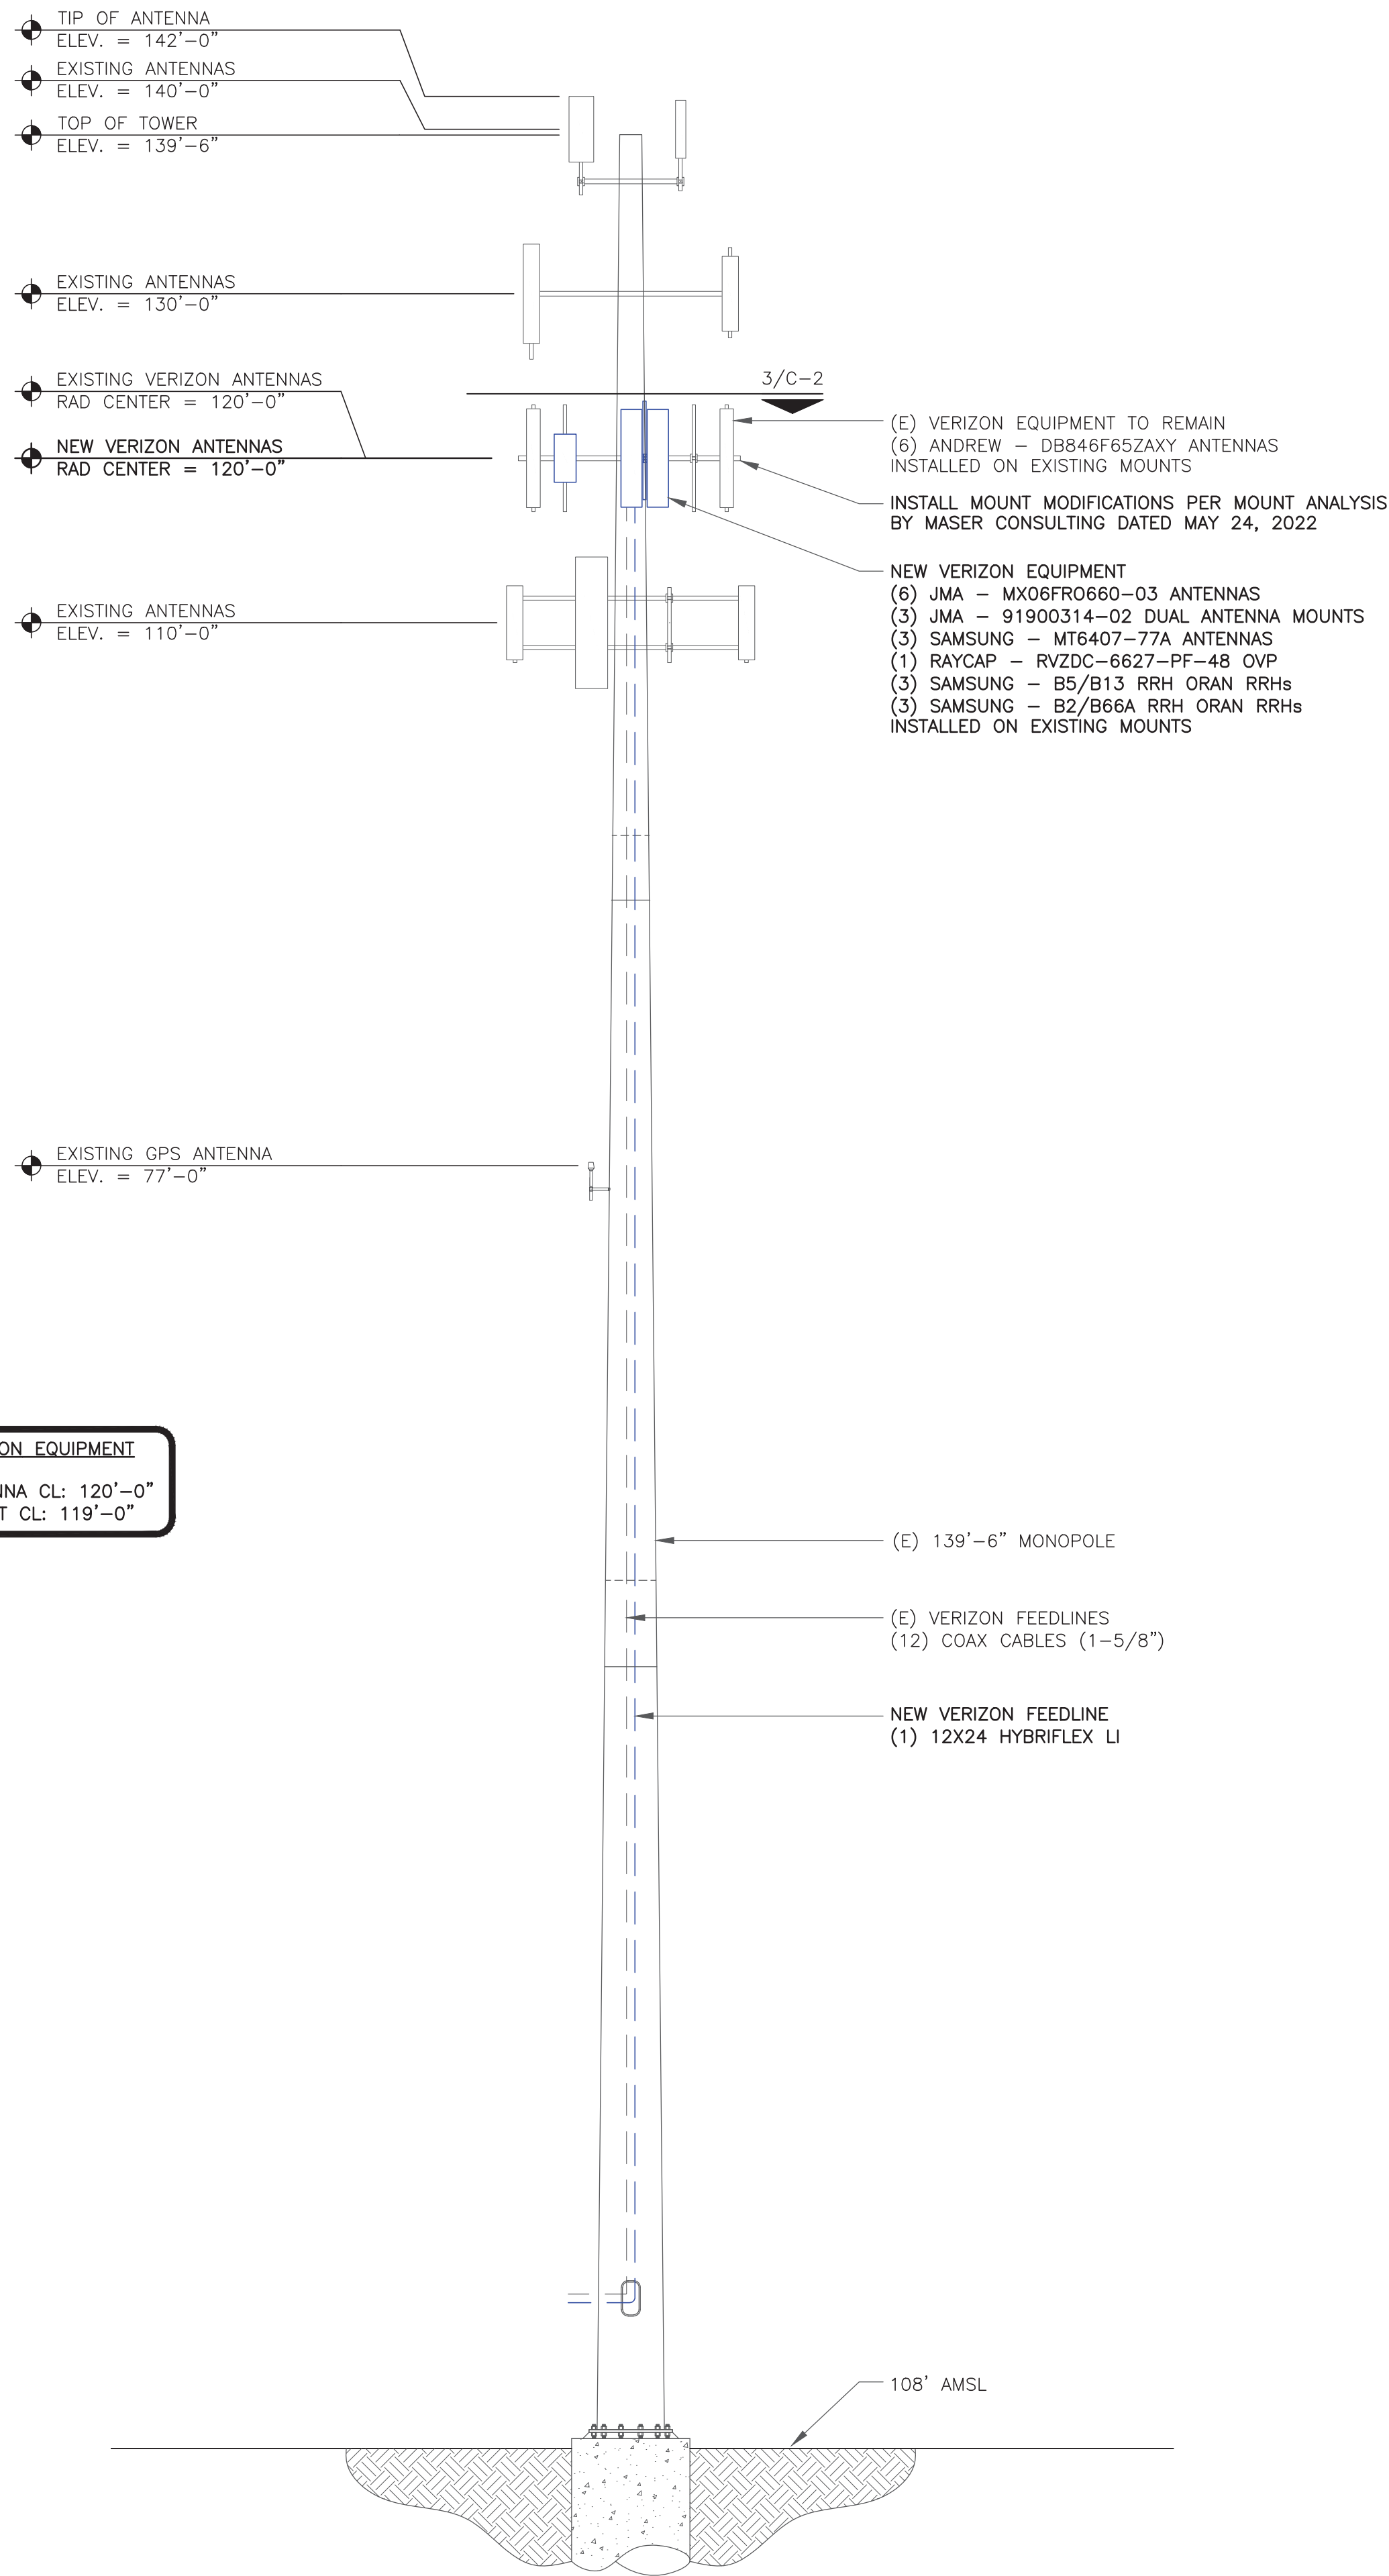 TIP OF ANTENNA
ELEV. = 142'-0"
EXISTING ANTENNAS
ELEV. = 140'-0"
TOP OF TOWER
ELEV. = 139'-6"
EXISTING ANTENNAS
ELEV. = 130'-0"
EXISTING VERIZON ANTENNAS
RAD CENTER = 120'-0"
NEW VERIZON ANTENNAS
RAD CENTER = 120'-0"
EXISTING ANTENNAS
ELEV. = 110'-0"
EXISTING GPS ANTENNA
ELEV. = 77'-0"
3/C-2
(E) VERIZON EQUIPMENT TO REMAIN
(6) ANDREW - DB846F65ZAXY ANTENNAS
INSTALLED ON EXISTING MOUNTS
INSTALL MOUNT MODIFICATIONS PER MOUNT ANALYSIS
BY MASER CONSULTING DATED MAY 24, 2022
NEW VERIZON EQUIPMENT
(6) JMA - MX06FRO660-03 ANTENNAS
(3) JMA - 91900314-02 DUAL ANTENNA MOUNTS
(3) SAMSUNG - MT6407-77A ANTENNAS
(1) RAYCAP - RVZDC-6627-PF-48 OVP
(3) SAMSUNG - B5/B13 RRH ORAN RRHs
(3) SAMSUNG - B2/B66A RRH ORAN RRHs
INSTALLED ON EXISTING MOUNTS
ON EQUIPMENT
NNA CL: 120'-0"
T CL: 119'-0"
(E) 139'-6" MONOPOLE
(E) VERIZON FEEDLINES
(12) COAX CABLES (1-5/8")
NEW VERIZON FEEDLINE
(1) 12X24 HYBRIFLEX LI
108' AMSL